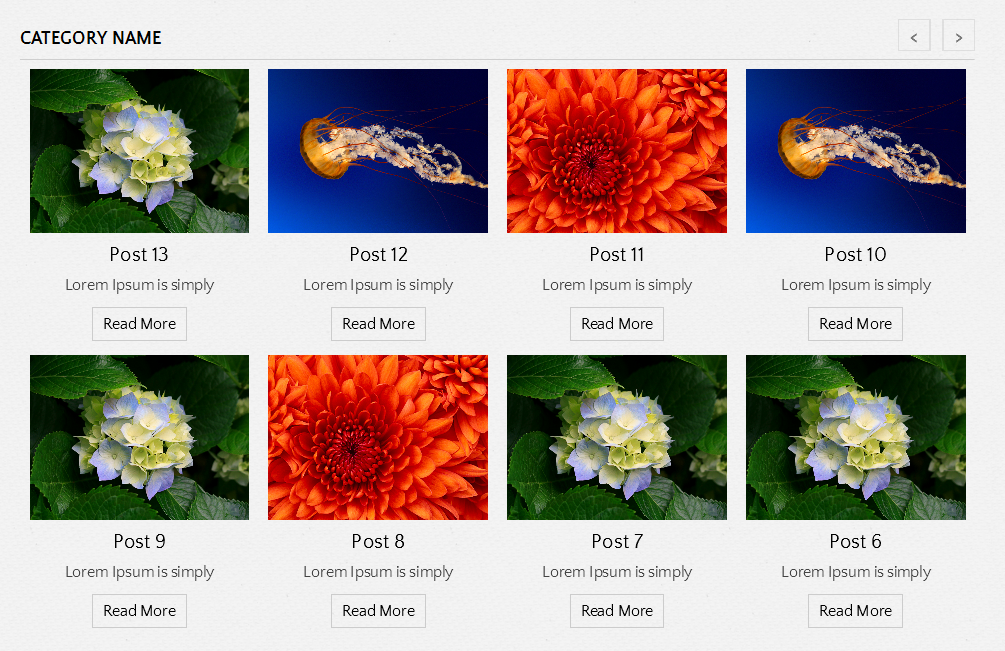 CATEGORY NAME
< >
Post 13
Lorem Ipsum is simply
Read More
Post 12
Lorem Ipsum is simply
Read More
Post 11
Lorem Ipsum is simply
Read More
Post 10
Lorem Ipsum is simply
Read More
Post 9
Lorem Ipsum is simply
Read More
Post 8
Lorem Ipsum is simply
Read More
Post 7
Lorem Ipsum is simply
Read More
Post 6
Lorem Ipsum is simply
Read More